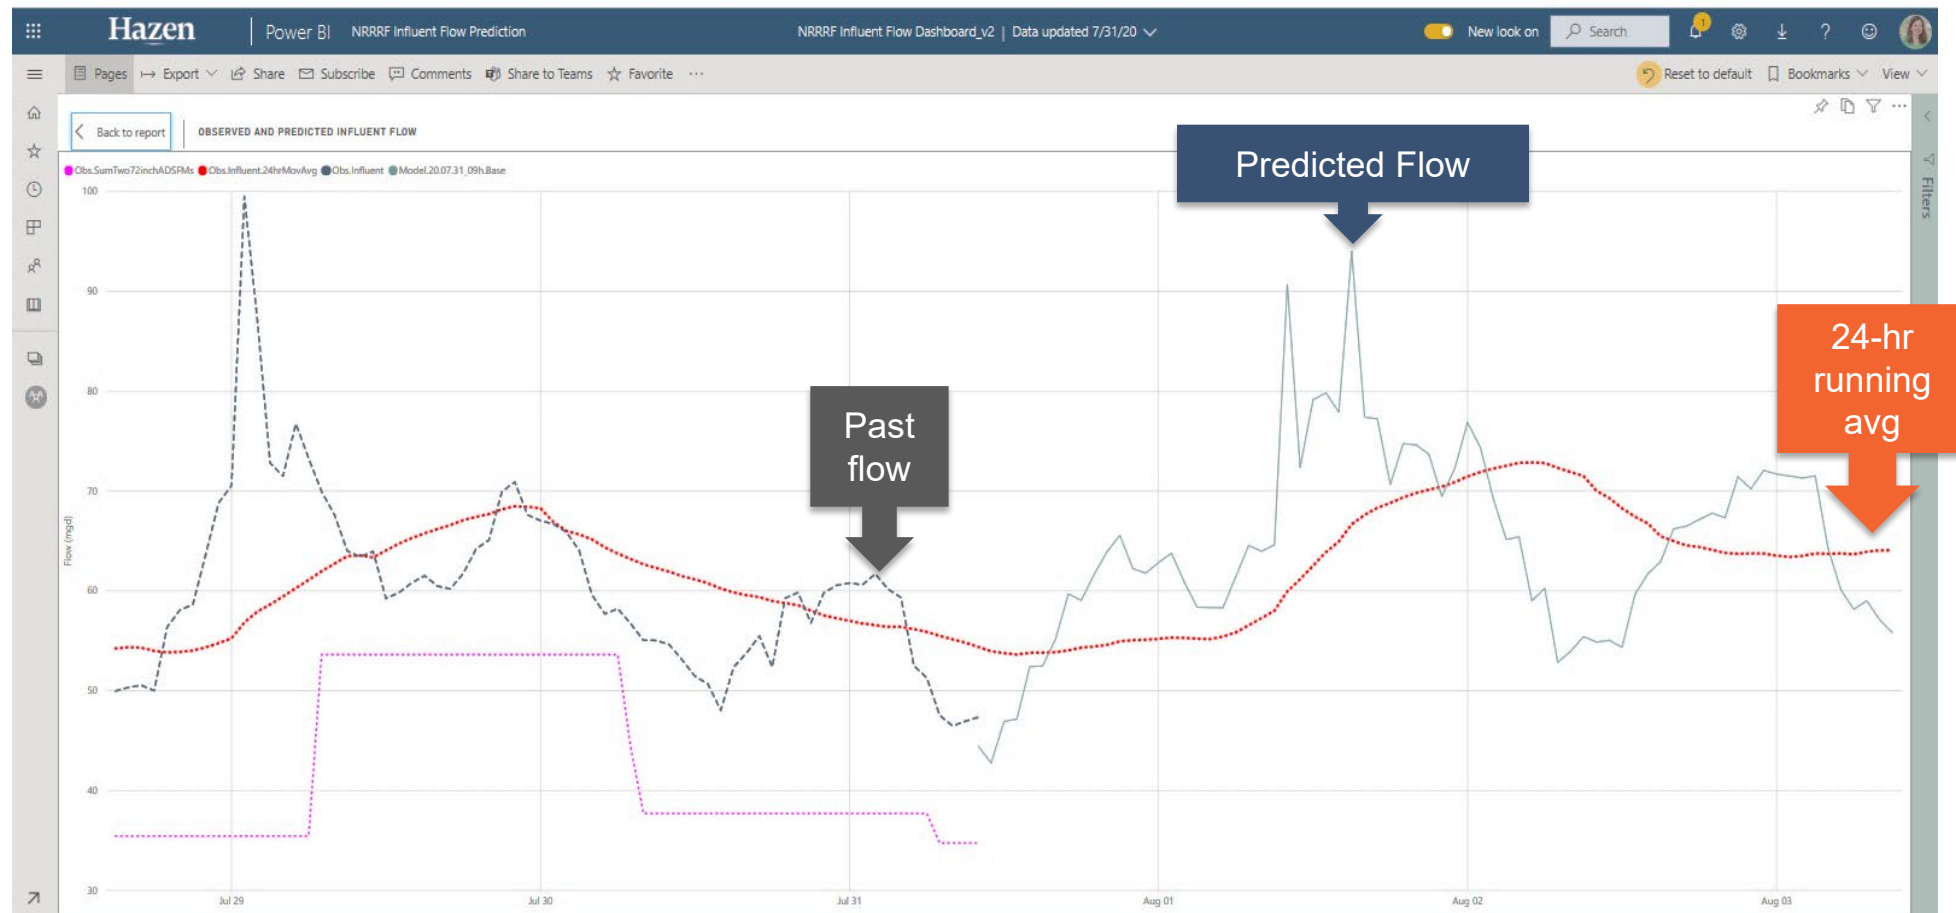 Hazen Power BI NRRRF Influent Flow Prediction NRRRF Influent Flow Dashboard_v2 | Data updated 7/31/20 New look on Search 1 ?
Pages Export Share Subscribe Comments Share to Teams Favorite ... Reset to default Bookmarks View
Back to report OBSERVED AND PREDICTED INFLUENT FLOW
Obs.SumTwo72inchADSFMs Obs.Influent.24hrMovAvg Obs.Influent Model.20.07.31_09h.Base
Filters
Predicted Flow
24-hr
running
avg
Past
flow
Flow (mgd)
100
90
80
70
60
50
40
30
Jul 29 Jul 30 Jul 31 Aug 01 Aug 02 Aug 03